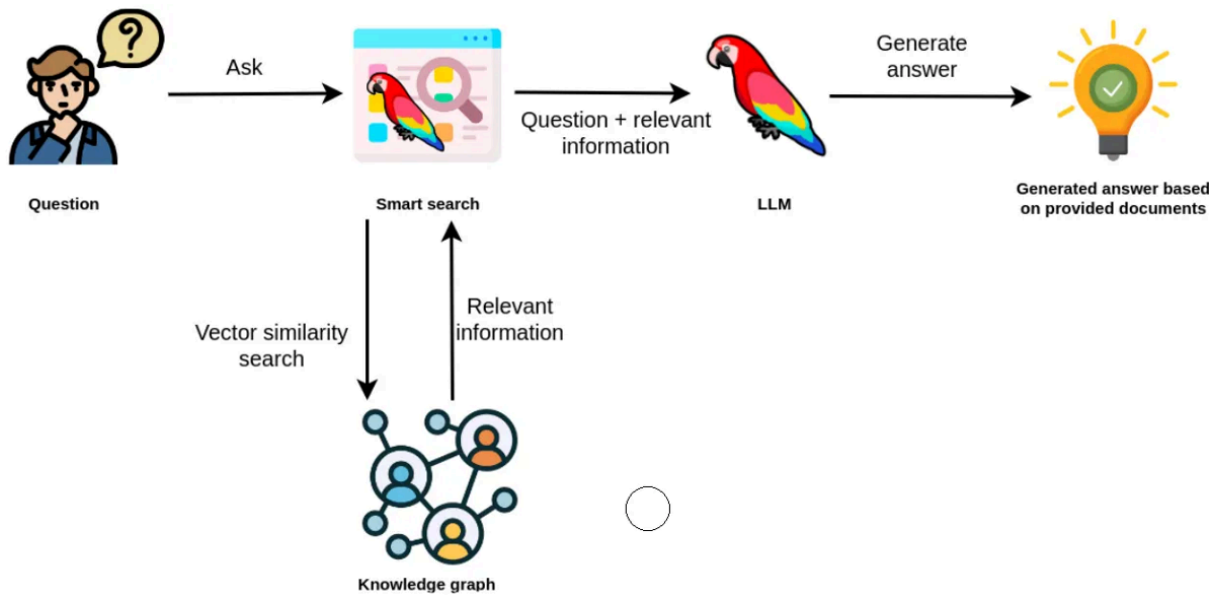 Ask
Question + relevant
information
Generate
answer
Question
Smart search
LLM
Generated answer based
on provided documents
Vector similarity
search
Relevant
information
Knowledge graph